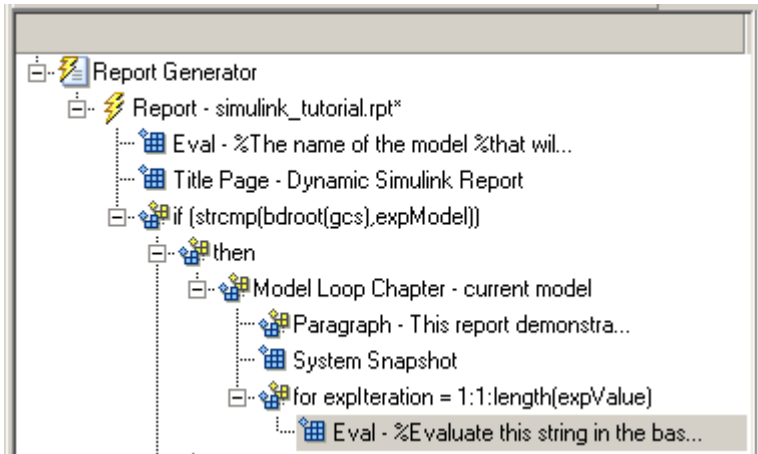 Report Generator
Report - simulink_tutorial.rpt*
Eval - %The name of the model %that wil...
Title Page - Dynamic Simulink Report
if (strcmp(bdroot(gcs),expModel))
then
Model Loop Chapter - current model
Paragraph - This report demonstra...
System Snapshot
for expIteration = 1:1:length(expValue)
Eval - %Evaluate this string in the bas...